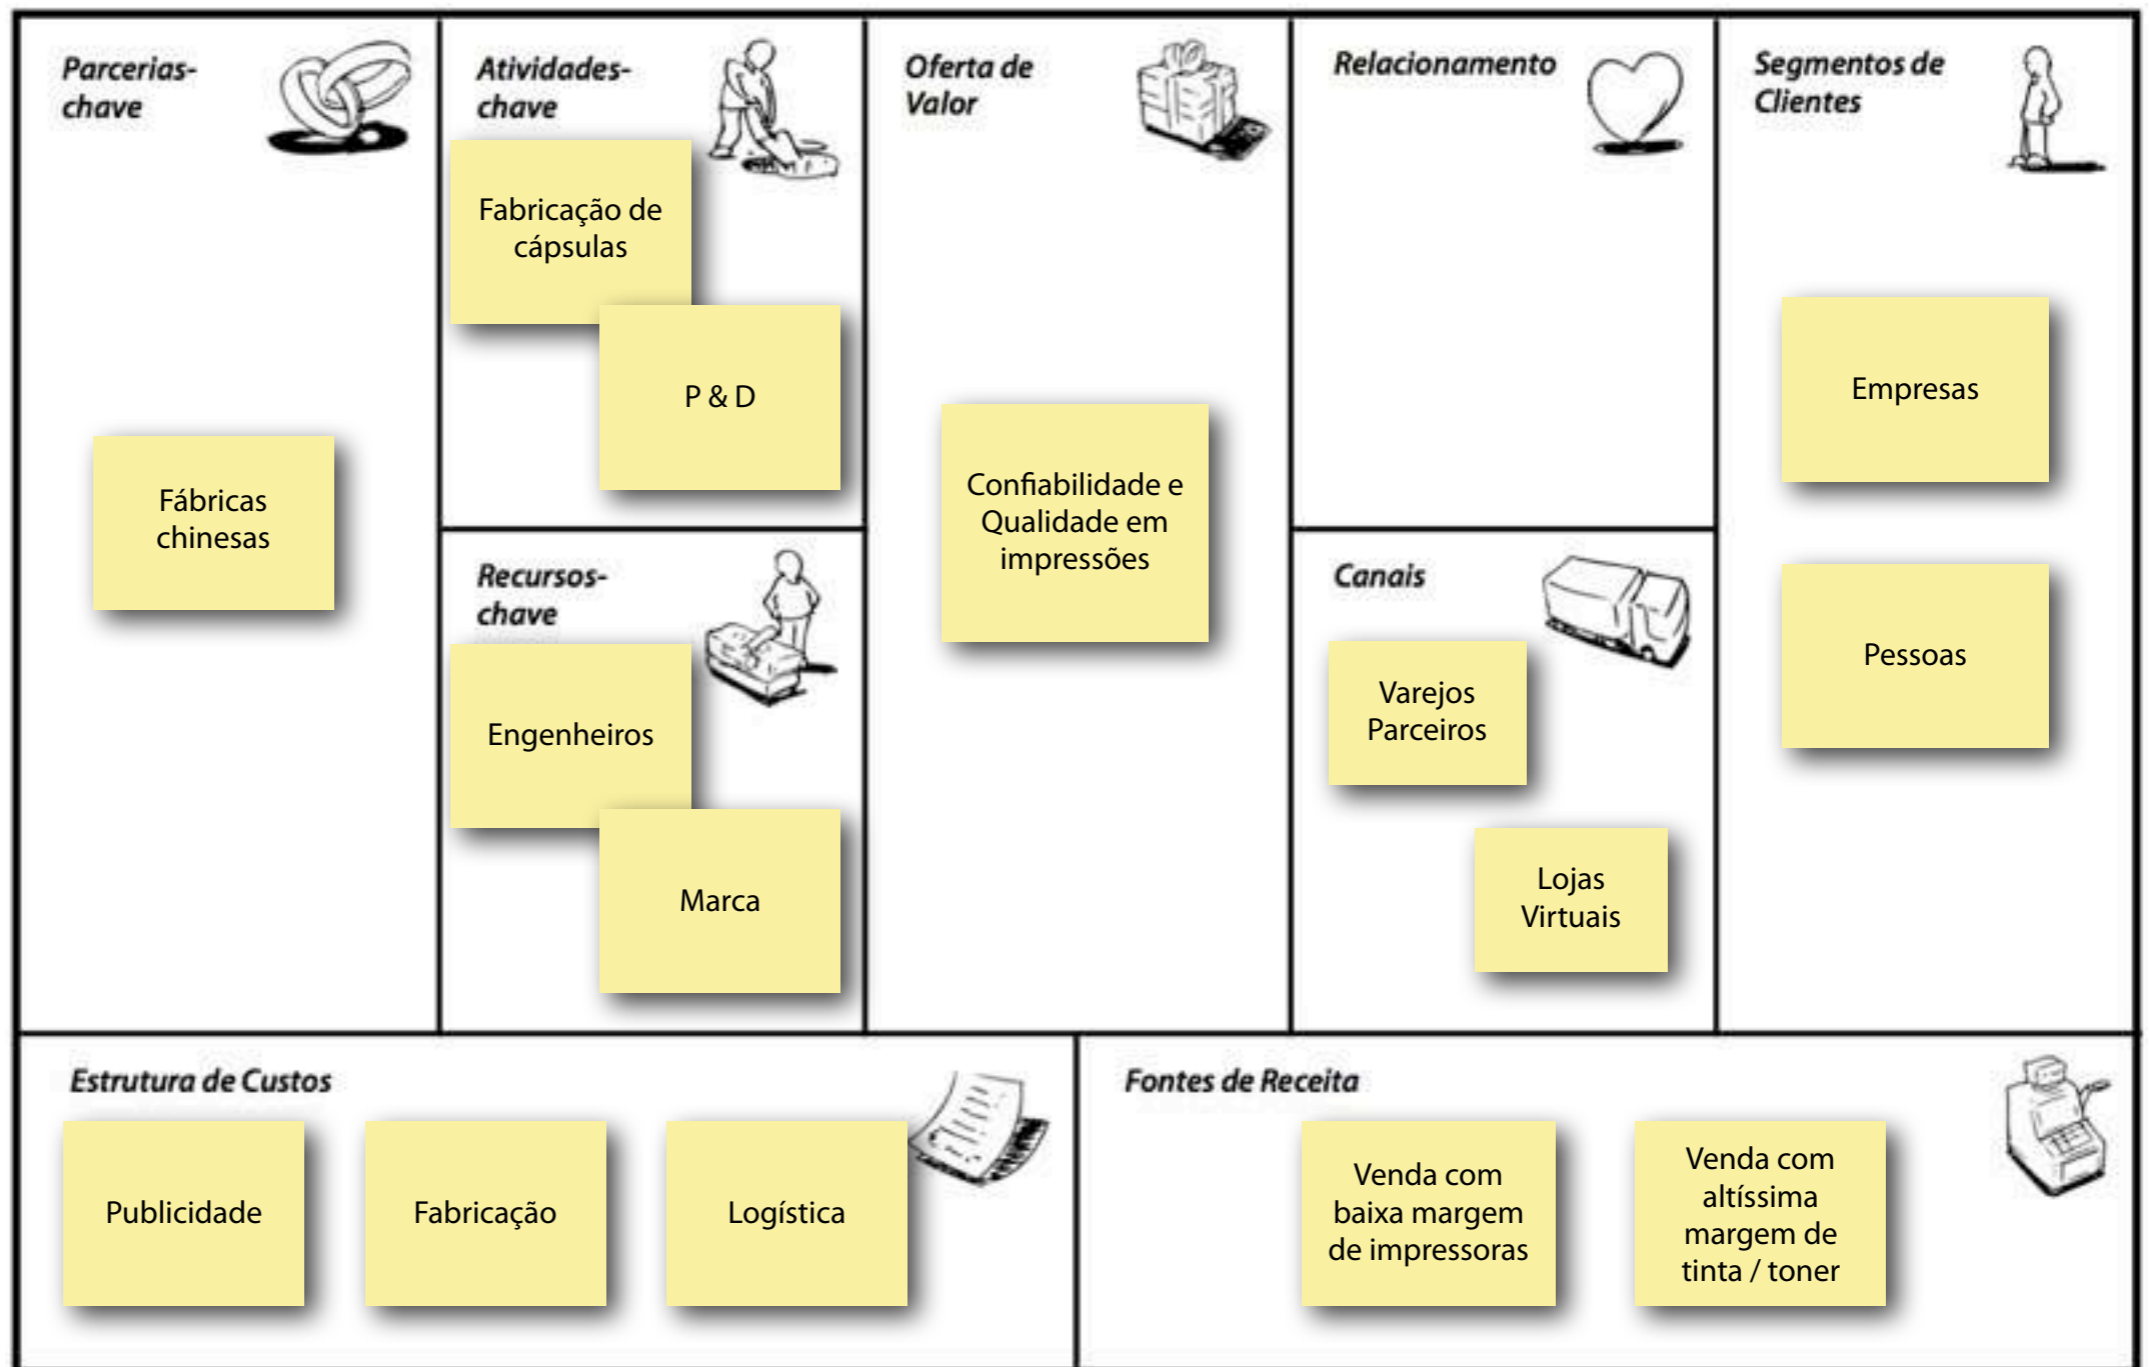 Parcerias-
chave
Fábricas
chinesas
Atividades-
chave
Fabricação de
cápsulas
P & D
Recursos-
chave
Engenheiros
Marca
Oferta de
Valor
Confiabilidade e
Qualidade em
impressões
Relacionamento
Canais
Varejos
Parceiros
Lojas
Virtuais
Segmentos de
Clientes
Empresas
Pessoas
Estrutura de Custos
Publicidade
Fabricação
Logística
Fontes de Receita
Venda com
baixa margem
de impressoras
Venda com
altíssima
margem de
tinta / toner